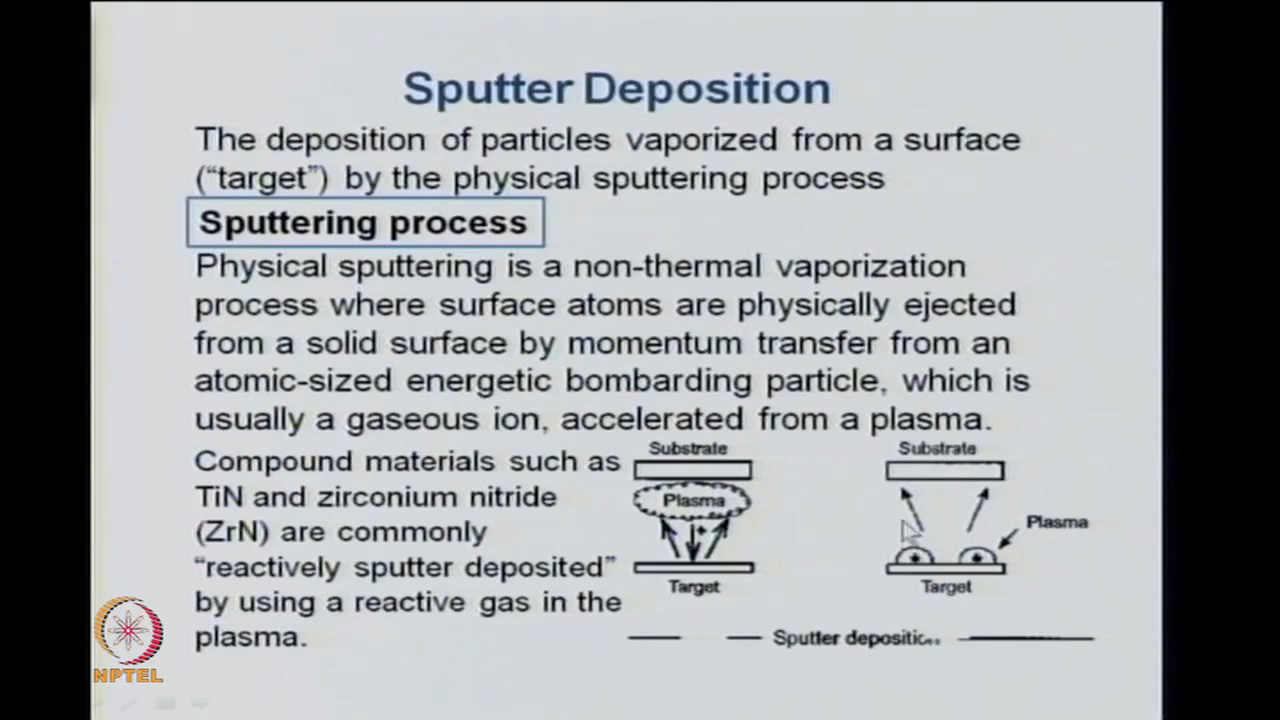 Sputter Deposition
The deposition of particles vaporized from a surface
(“target”) by the physical sputtering process
Sputtering process
Physical sputtering is a non-thermal vaporization
process where surface atoms are physically ejected
from a solid surface by momentum transfer from an
atomic-sized energetic bombarding particle, which is
usually a gaseous ion, accelerated from a plasma.
Compound materials such as
TiN and zirconium nitride
(ZrN) are commonly
“reactively sputter deposited”
by using a reactive gas in the
plasma.
Substrate
Plasma
+
Target
Substrate
Plasma
Target
Sputter
NPTEL